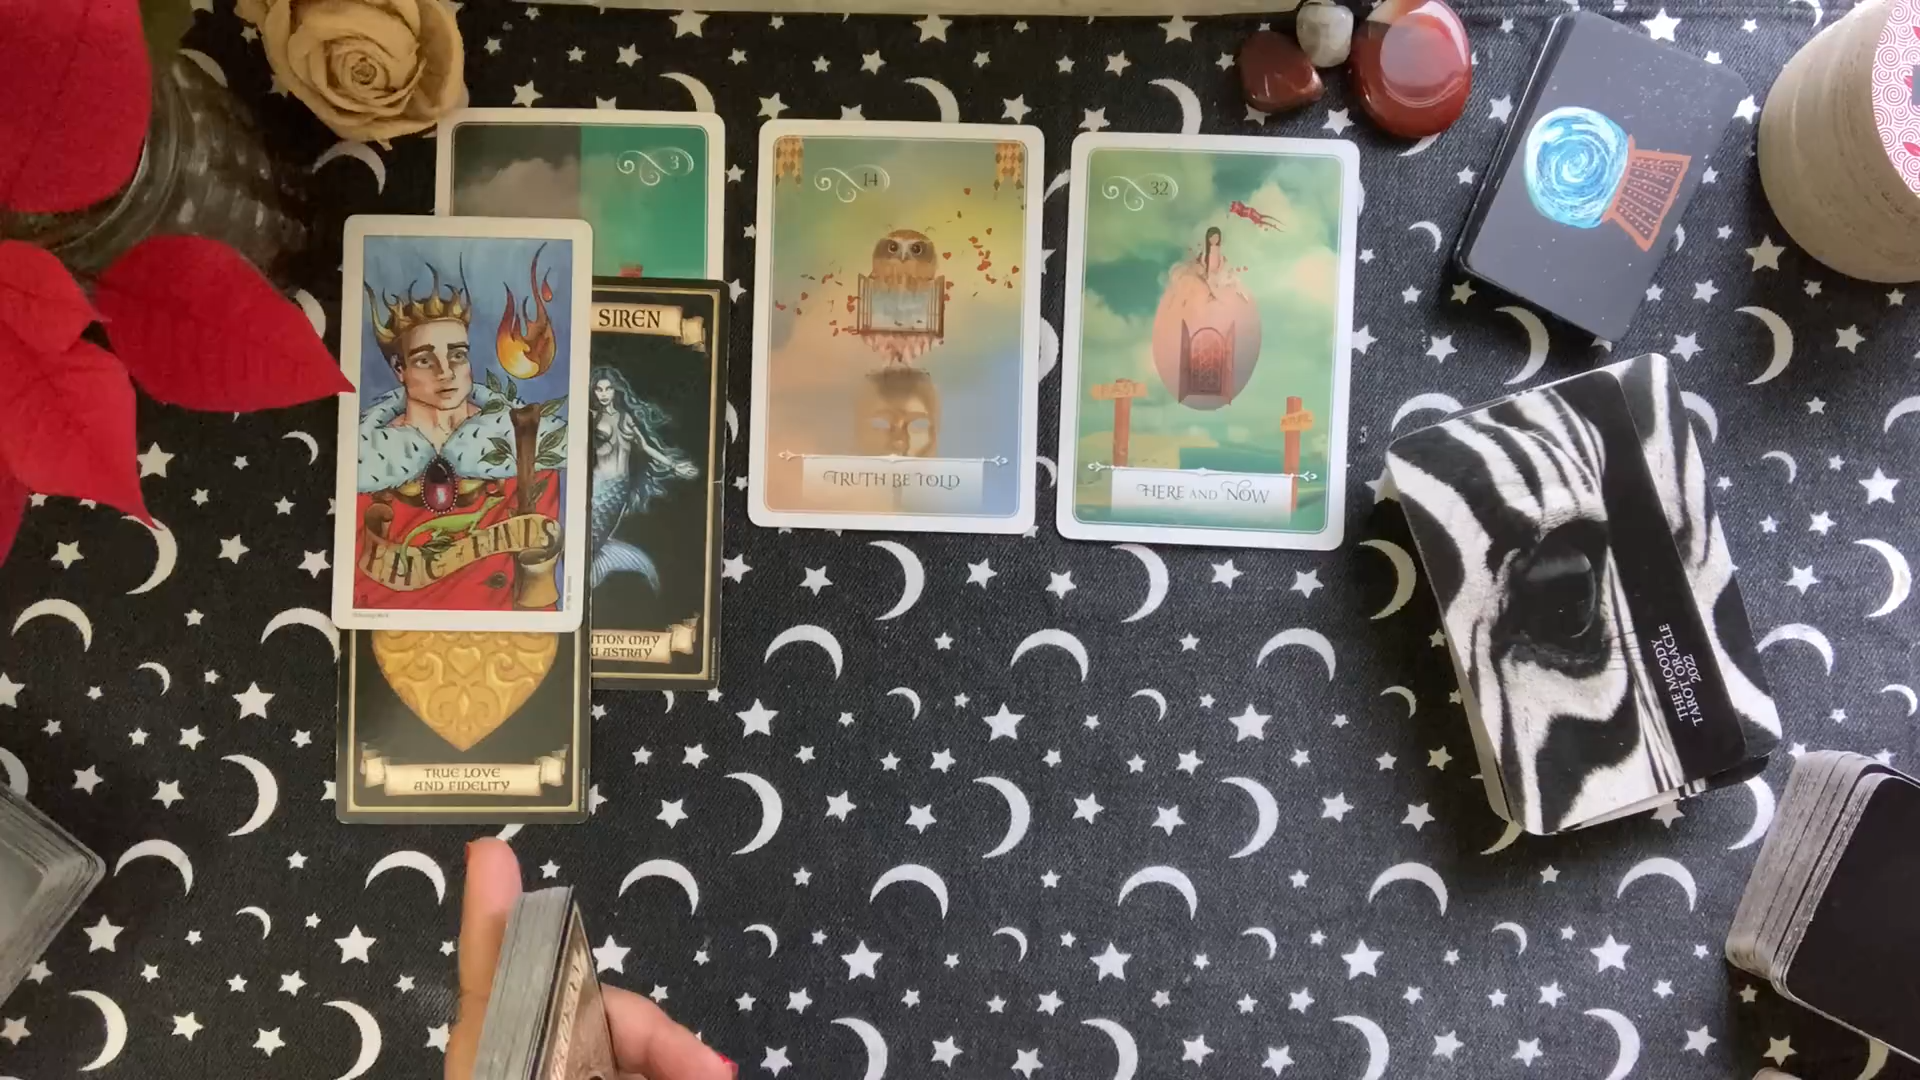 3
14
32
SIREN
TRUTH BE TOLD
HERE AND NOW
KING of WANDS
TION MAY
U ASTRAY
TRUE LOVE
AND FIDELITY
THE MOODY
TAROT OR ORACLE
2022